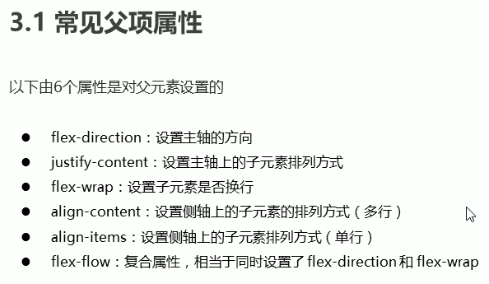 3.1 常见父项属性
以下由6个属性是对父元素设置的
● flex-direction：设置主轴的方向
● justify-content：设置主轴上的子元素排列方式
● flex-wrap：设置子元素是否换行
● align-content：设置侧轴上的子元素的排列方式（多行）
● align-items：设置侧轴上的子元素排列方式（单行）
● flex-flow：复合属性，相当于同时设置了 flex-direction 和 flex-wrap